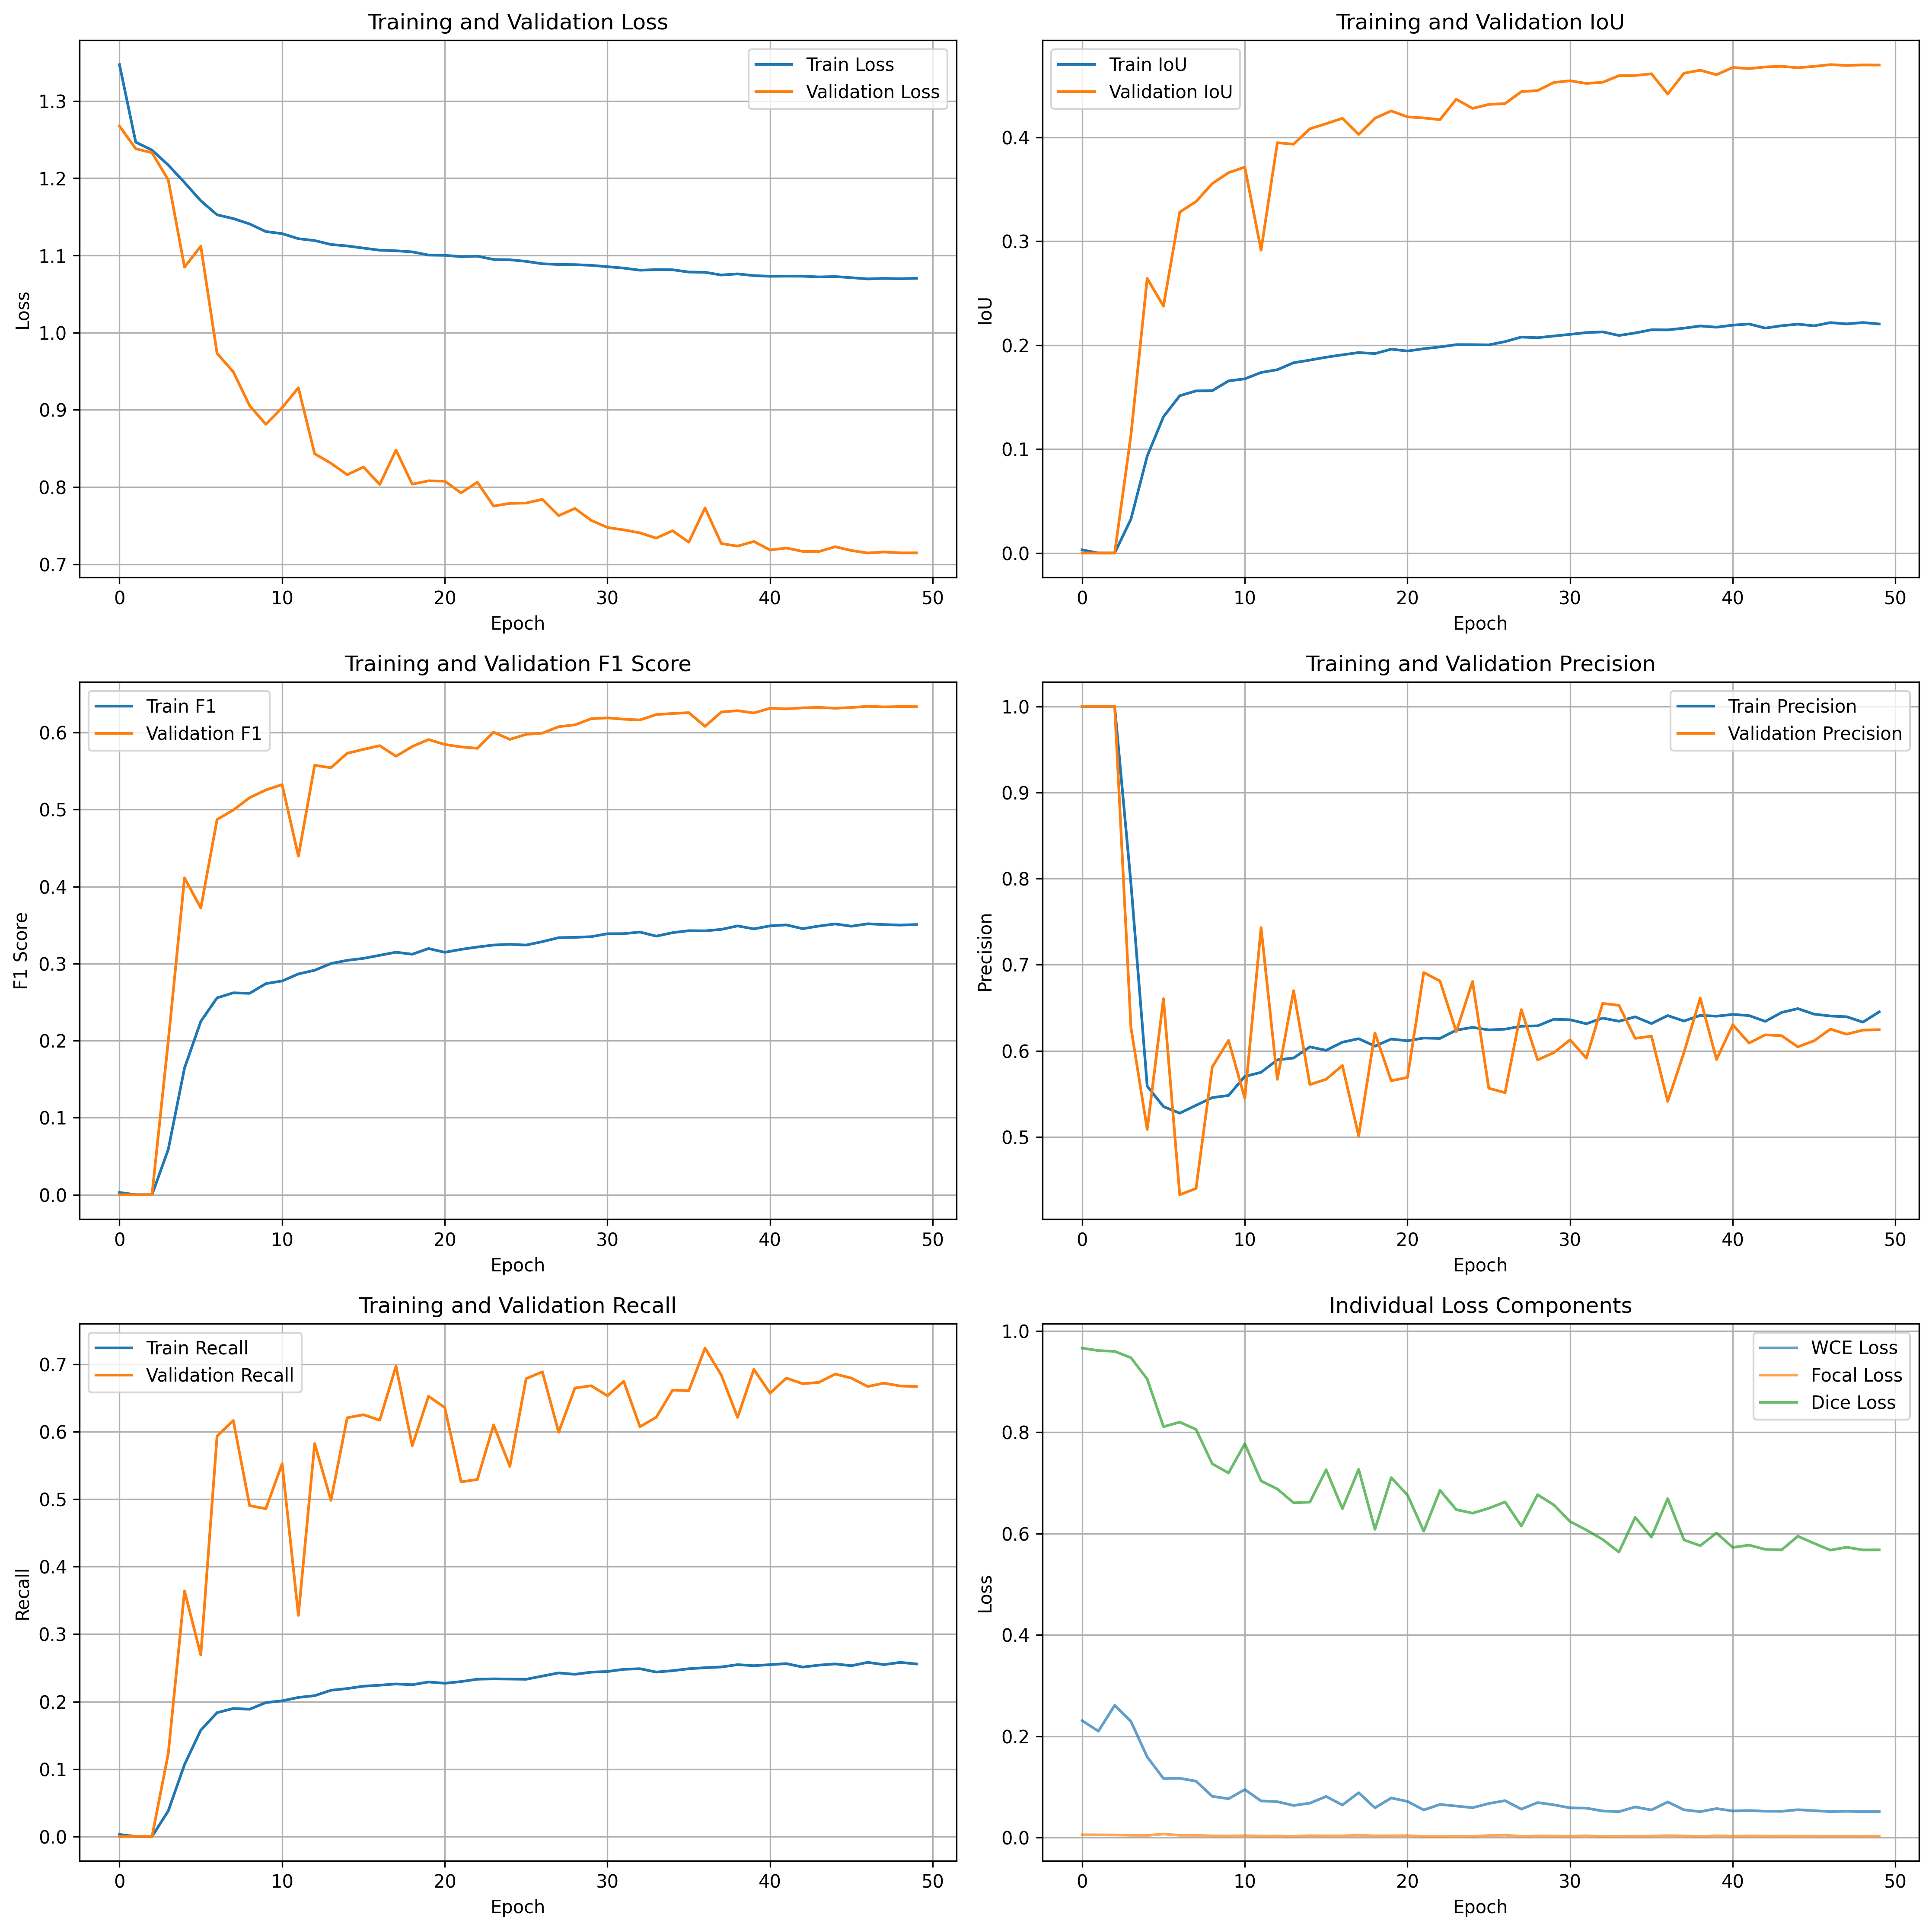 Training and Validation Loss
Train Loss
Validation Loss
1.3
1.2
1.1
1.0
0.9
0.8
0.7
Loss
0 10 20 30 40 50
Epoch
Training and Validation IoU
Train IoU
Validation IoU
0.4
0.3
0.2
0.1
0.0
IoU
0 10 20 30 40 50
Epoch
Training and Validation F1 Score
Train F1
Validation F1
0.6
0.5
0.4
0.3
0.2
0.1
0.0
F1 Score
0 10 20 30 40 50
Epoch
Training and Validation Precision
Train Precision
Validation Precision
1.0
0.9
0.8
0.7
0.6
0.5
Precision
0 10 20 30 40 50
Epoch
Training and Validation Recall
Train Recall
Validation Recall
0.7
0.6
0.5
0.4
0.3
0.2
0.1
0.0
Recall
0 10 20 30 40 50
Epoch
Individual Loss Components
WCE Loss
Focal Loss
Dice Loss
1.0
0.8
0.6
0.4
0.2
0.0
Loss
0 10 20 30 40 50
Epoch